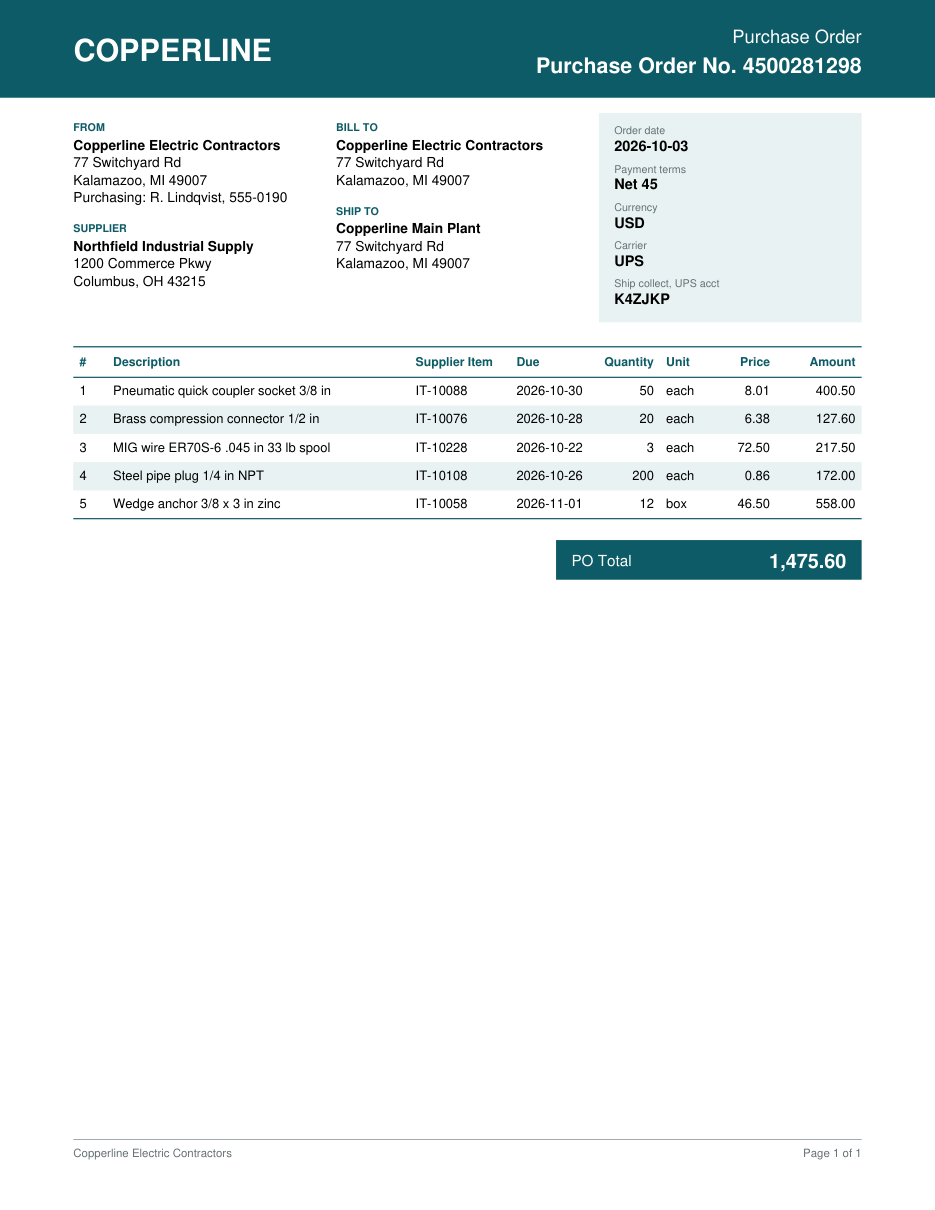 COPPERLINE
Purchase Order
Purchase Order No. 4500281298
FROM
Copperline Electric Contractors
77 Switchyard Rd
Kalamazoo, MI 49007
Purchasing: R. Lindqvist, 555-0190
SUPPLIER
Northfield Industrial Supply
1200 Commerce Pkwy
Columbus, OH 43215
BILL TO
Copperline Electric Contractors
77 Switchyard Rd
Kalamazoo, MI 49007
SHIP TO
Copperline Main Plant
77 Switchyard Rd
Kalamazoo, MI 49007
Order date
2026-10-03
Payment terms
Net 45
Currency
USD
Carrier
UPS
Ship collect, UPS acct
K4ZJKP
# Description Supplier Item Due Quantity Unit Price Amount
1 Pneumatic quick coupler socket 3/8 in IT-10088 2026-10-30 50 each 8.01 400.50
2 Brass compression connector 1/2 in IT-10076 2026-10-28 20 each 6.38 127.60
3 MIG wire ER70S-6 .045 in 33 lb spool IT-10228 2026-10-22 3 each 72.50 217.50
4 Steel pipe plug 1/4 in NPT IT-10108 2026-10-26 200 each 0.86 172.00
5 Wedge anchor 3/8 x 3 in zinc IT-10058 2026-11-01 12 box 46.50 558.00
PO Total 1,475.60
Copperline Electric Contractors Page 1 of 1